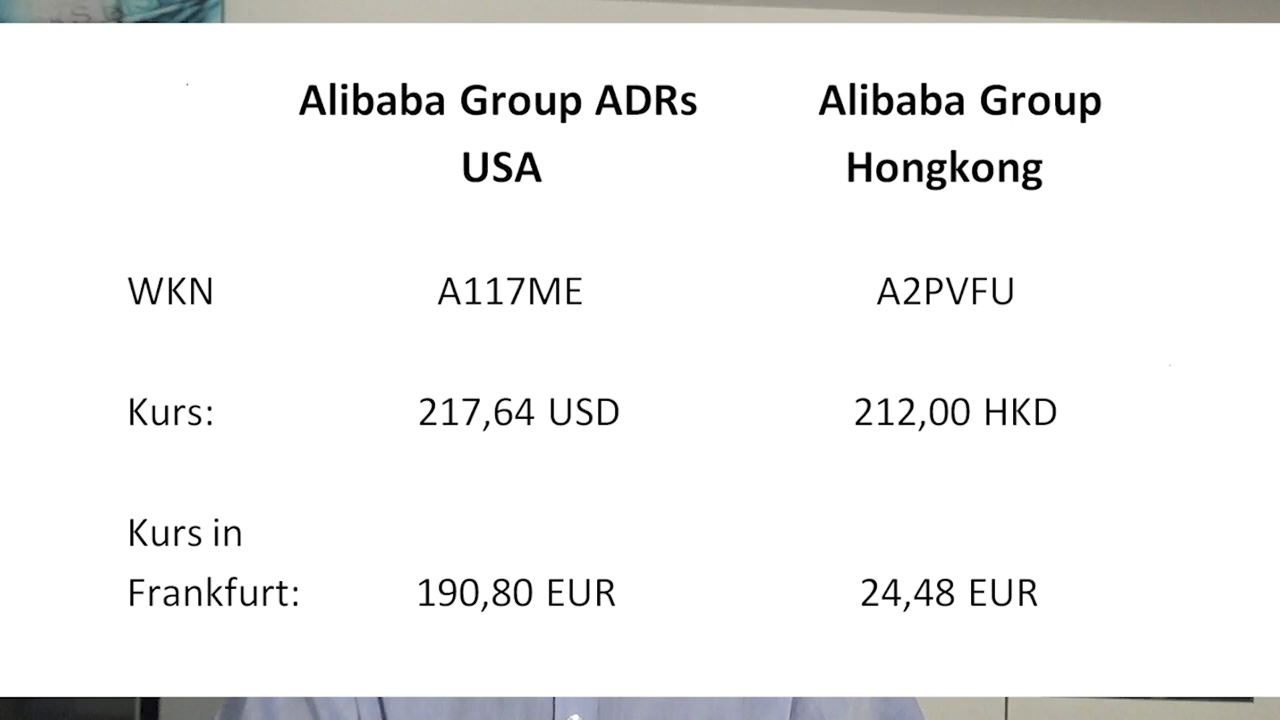 Alibaba Group ADRs Alibaba Group
USA Hongkong
WKN A117ME A2PVFU
Kurs: 217,64 USD 212,00 HKD
Kurs in
Frankfurt: 190,80 EUR 24,48 EUR